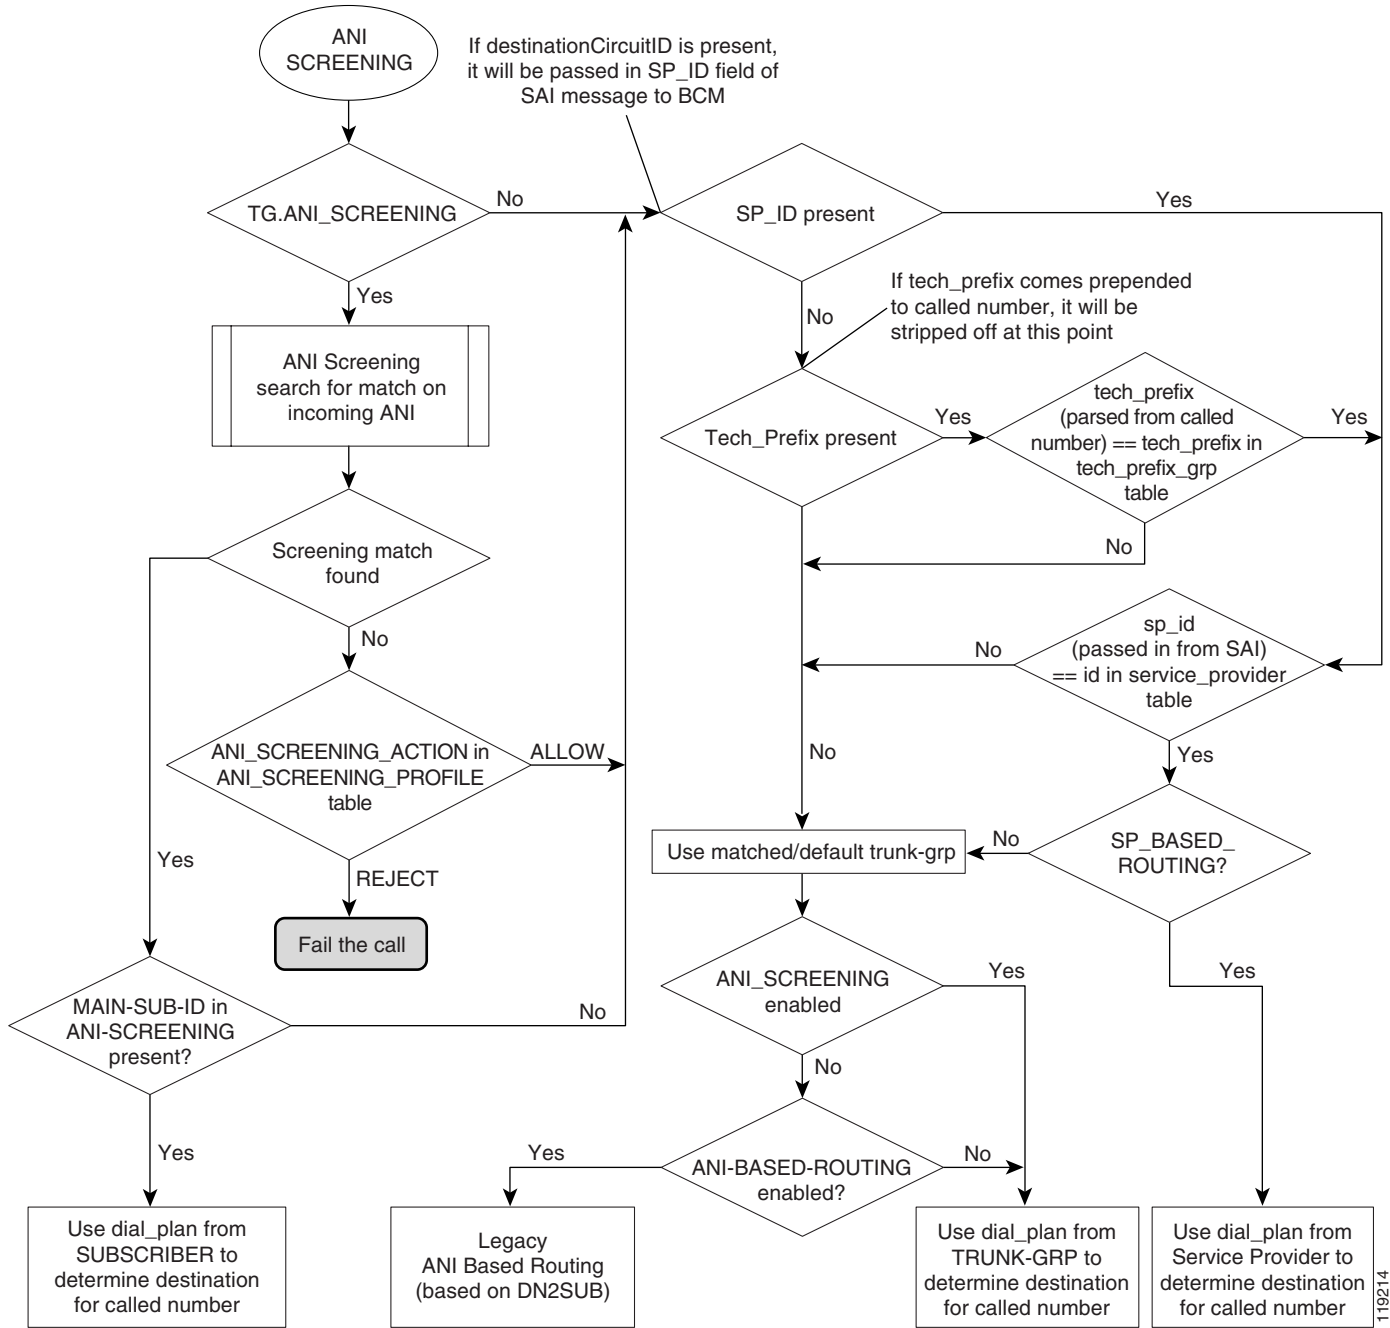 ANI
SCREENING
If destinationCircuitID is present,
it will be passed in SP_ID field of
SAI message to BCM
TG.ANI_SCREENING
No
SP_ID present
Yes
Yes
No
If tech_prefix comes prepended
to called number, it will be
stripped off at this point
ANI Screening
search for match on
incoming ANI
Tech_Prefix present
Yes
tech_prefix
(parsed from called
number) == tech_prefix in
tech_prefix_grp
table
Yes
No
Screening match
found
No
sp_id
(passed in from SAI)
== id in service_provider
table
No
Yes
ANI_SCREENING_ACTION in
ANI_SCREENING_PROFILE
table
ALLOW
No
Yes
REJECT
Fail the call
Use matched/default trunk-grp
No
SP_BASED_
ROUTING?
Yes
ANI_SCREENING
enabled
Yes
No
MAIN-SUB-ID in
ANI-SCREENING
present?
No
Yes
ANI-BASED-ROUTING
enabled?
Yes
No
Use dial_plan from
SUBSCRIBER to
determine destination
for called number
Legacy
ANI Based Routing
(based on DN2SUB)
Use dial_plan from
TRUNK-GRP to
determine destination
for called number
Use dial_plan from
Service Provider to
determine destination
for called number
119214